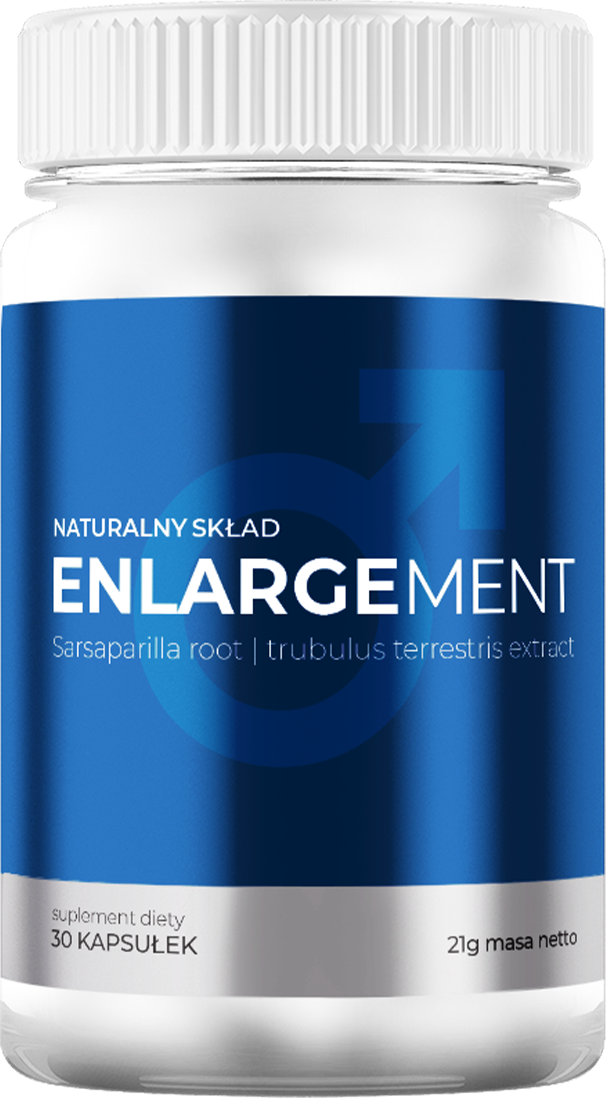 NATURALNY SKŁAD
ENLARGEMENT
Sarsaparilla root | trubulus terrestris extract
suplement diety
30 KAPSUŁEK
21g masa netto